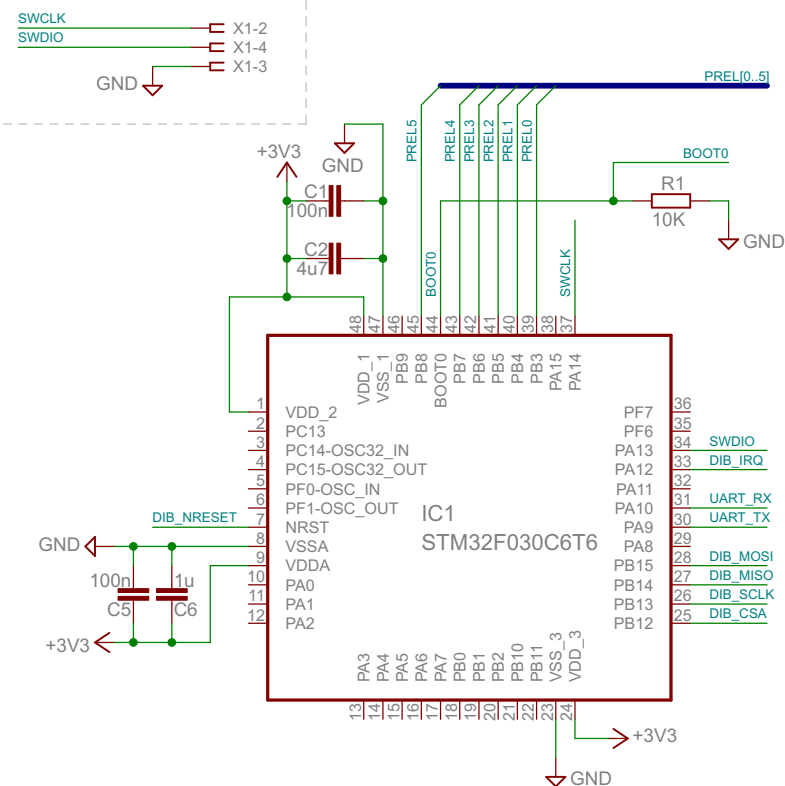 SWCLK
X1-2
SWDIO
X1-4
X1-3
GND
PREL[0..5]
GND
+3V3
PREL5
PREL4
PREL3
PREL2
PREL1
PREL0
BOOT0
C1
100n
R1
10K
GND
C2
4u7
BOOT0
SWCLK
48
47
46
45
44
43
42
41
40
39
38
37
VDD_1
VSS_1
PB9
PB8
BOOT0
PB7
PB6
PB5
PB4
PB3
PA15
PA14
1 VDD_2
2 PC13
3 PC14-OSC32_IN
4 PC15-OSC32_OUT
5 PF0-OSC_IN
6 PF1-OSC_OUT
DIB_NRESET 7 NRST
GND 8 VSSA
9 VDDA
10 PA0
11 PA1
12 PA2
100n
C5
1u
C6
+3V3
IC1
STM32F030C6T6
PF7 36
PF6 35
PA13 34 SWDIO
PA12 33 DIB_IRQ
PA11 32
PA10 31 UART_RX
PA9 30 UART_TX
PA8 29
PB15 28 DIB_MOSI
PB14 27 DIB_MISO
PB13 26 DIB_SCLK
PB12 25 DIB_CSA
PA3
PA4
PA5
PA6
PA7
PB0
PB1
PB2
PB10
PB11
VSS_3
VDD_3
13
14
15
16
17
18
19
20
21
22
23
24
+3V3
GND